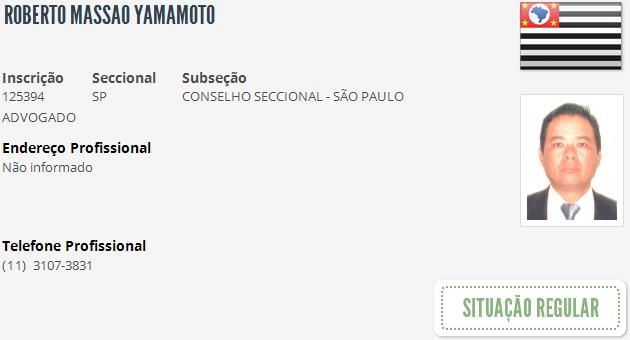 ROBERTO MASSAO YAMAMOTO
Inscrição Seccional Subseção
125394 SP CONSELHO SECCIONAL - SÃO PAULO
ADVOGADO
Endereço Profissional
Não informado
Telefone Profissional
(11) 3107-3831
SITUAÇÃO REGULAR